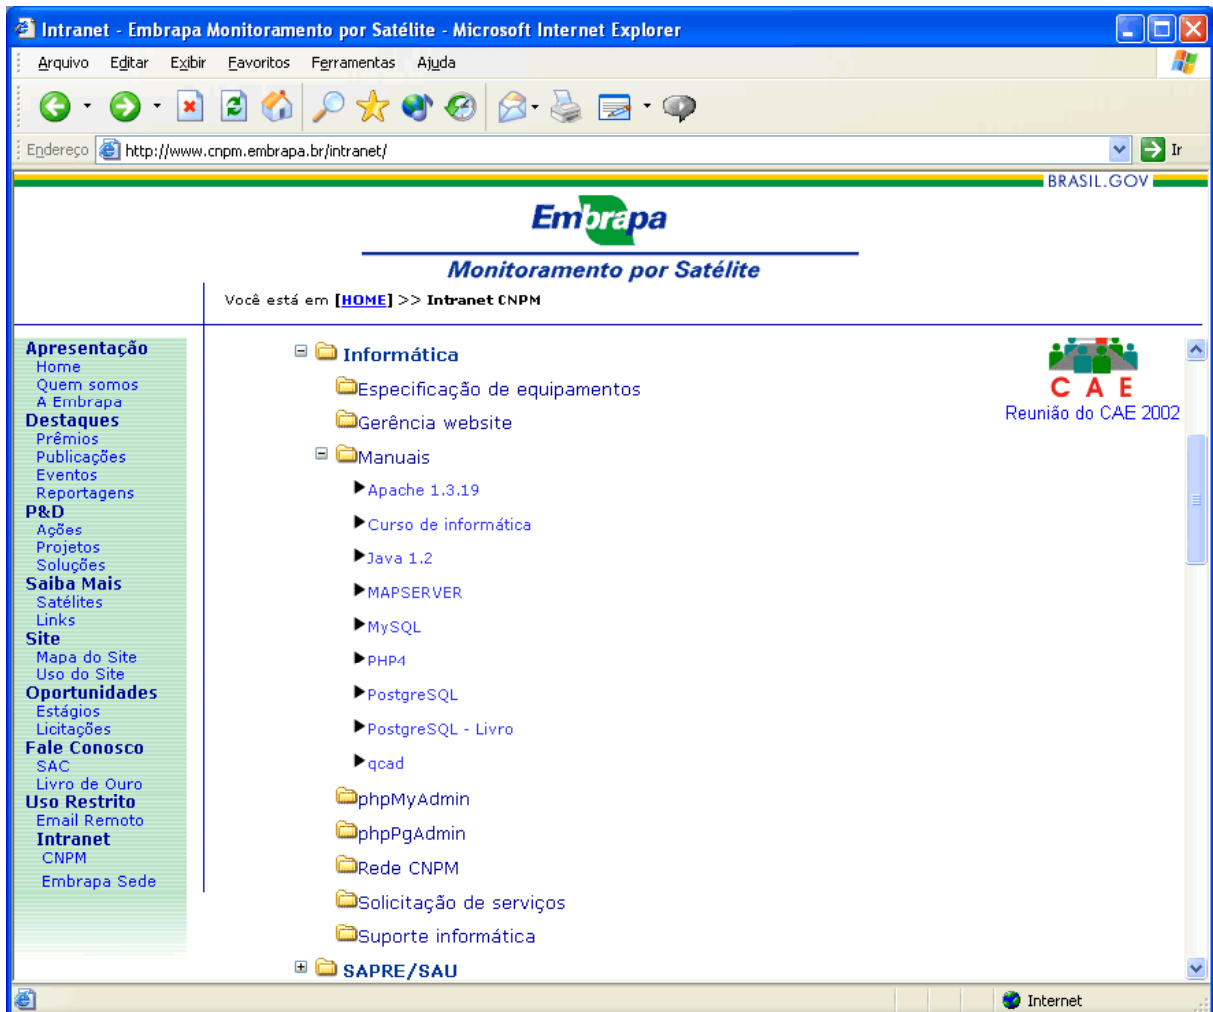 Intranet - Embrapa Monitoramento por Satélite - Microsoft Internet Explorer
Arquivo Editar Exibir Favoritos Ferramentas Ajuda
Endereço http://www.cnpm.embrapa.br/intranet/ Ir
BRASIL.GOV
Embrapa
Monitoramento por Satélite
Você está em [HOME] >> Intranet CNPM
Apresentação
Home
Quem somos
A Embrapa
Destaques
Prêmios
Publicações
Eventos
Reportagens
P&D
Ações
Projetos
Soluções
Saiba Mais
Satélites
Links
Site
Mapa do Site
Uso do Site
Oportunidades
Estágios
Licitações
Fale Conosco
SAC
Livro de Ouro
Uso Restrito
Email Remoto
Intranet
CNPM
Embrapa Sede
Informática
Especificação de equipamentos
Gerência website
Manuais
Apache 1.3.19
Curso de informática
Java 1.2
MAPSERVER
MySQL
PHP4
PostgreSQL
PostgreSQL - Livro
qcad
phpMyAdmin
phpPgAdmin
Rede CNPM
Solicitação de serviços
Suporte informática
SAPRE/SAU
CAE
Reunião do CAE 2002
Internet